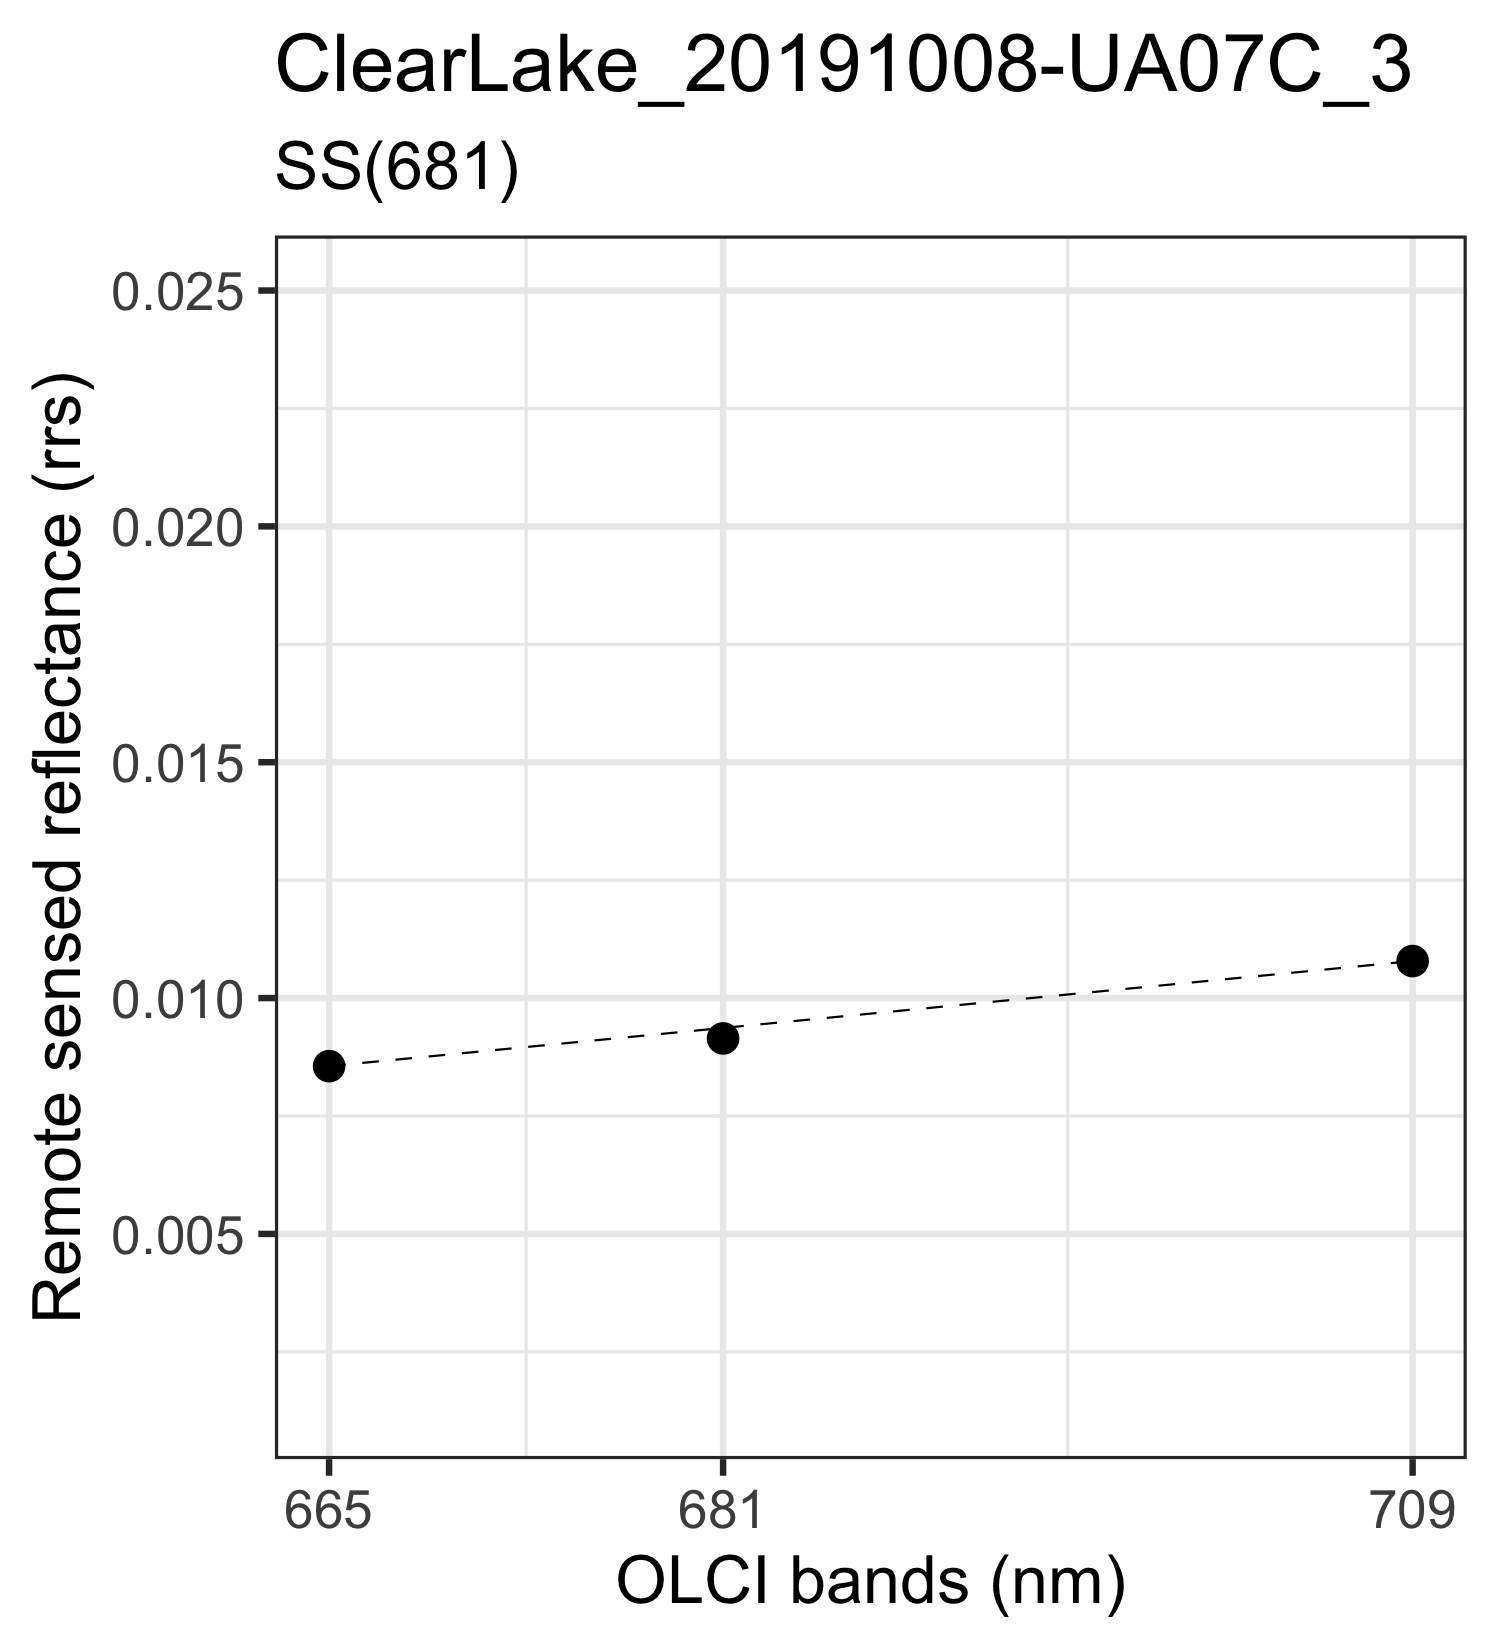 ClearLake_20191008-UA07C_3
SS(681)
Remote sensed reflectance (rrs)
0.025
0.020
0.015
0.010
0.005
665 681 709
OLCI bands (nm)